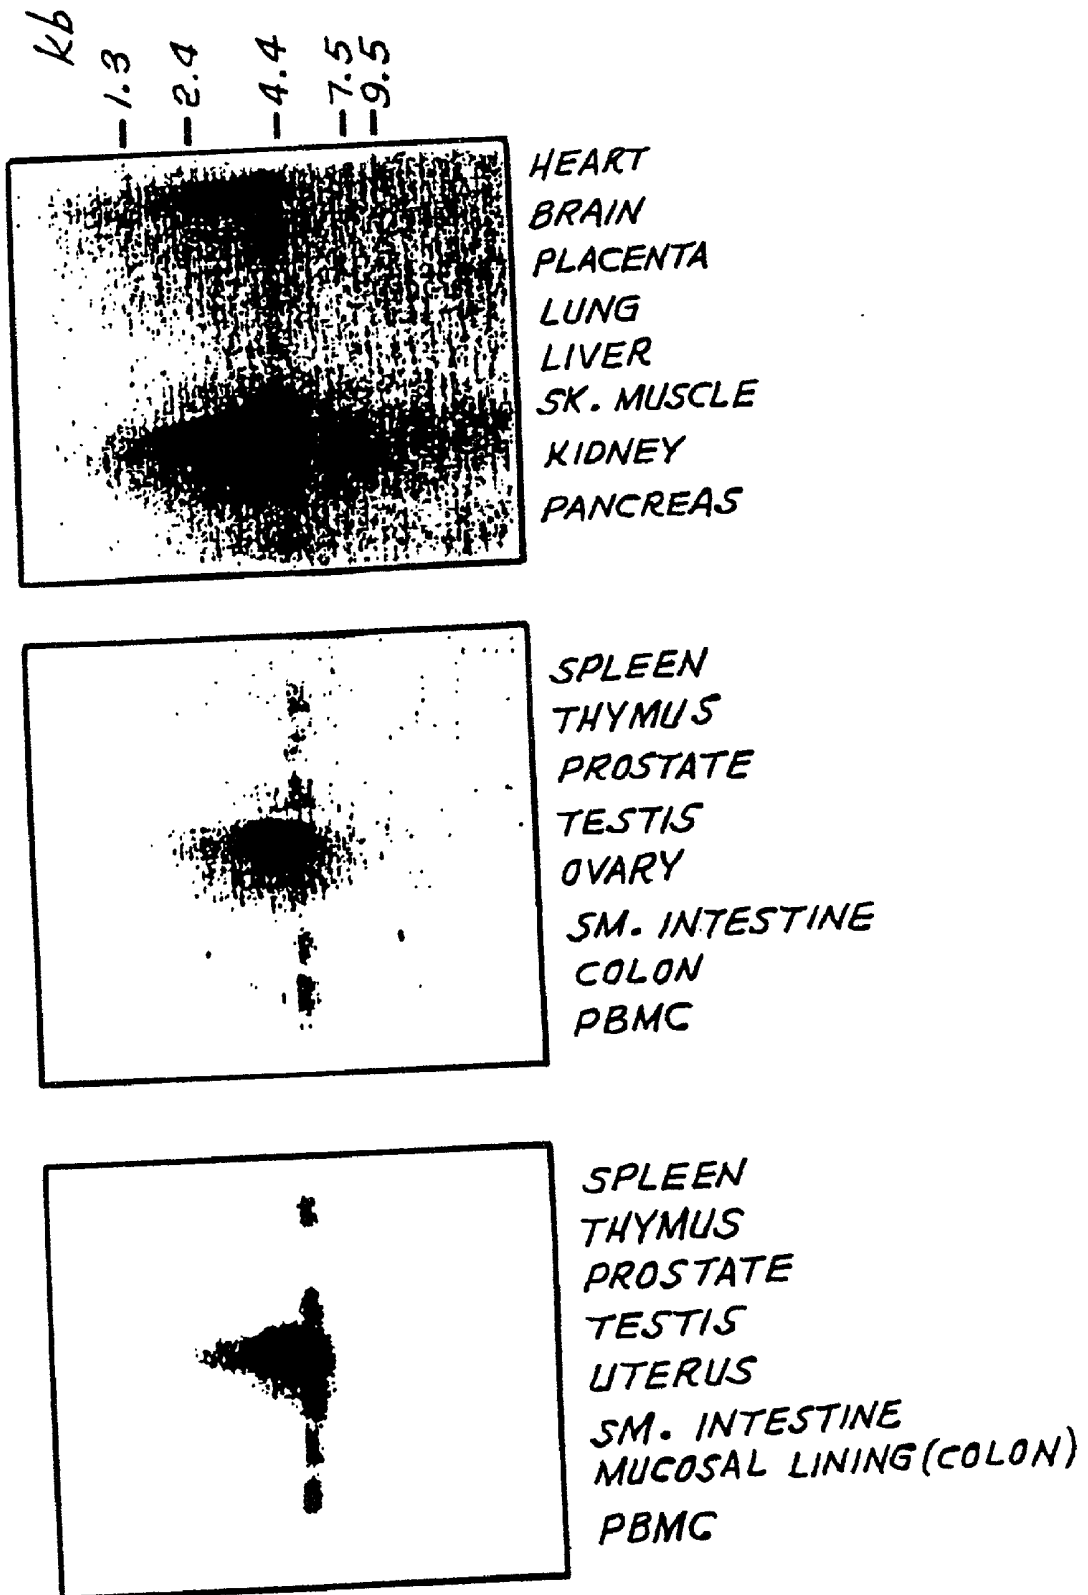 kb
-1.3
-2.4
-4.4
-7.5
-9.5
HEART
BRAIN
PLACENTA
LUNG
LIVER
SK. MUSCLE
KIDNEY
PANCREAS
SPLEEN
THYMUS
PROSTATE
TESTIS
OVARY
SM. INTESTINE
COLON
PBMC
SPLEEN
THYMUS
PROSTATE
TESTIS
UTERUS
SM. INTESTINE
MUCOSAL LINING (COLON)
PBMC